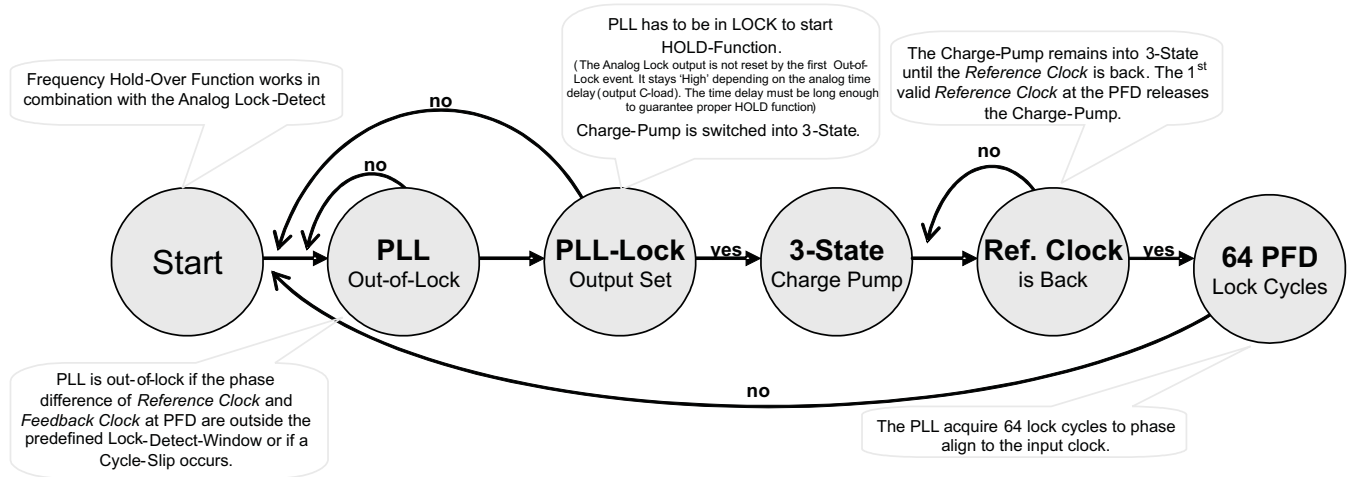 Frequency Hold-Over Function works in
combination with the Analog Lock-Detect
PLL has to be in LOCK to start
HOLD-Function.
(The Analog Lock output is not reset by the first Out-of-
Lock event. It stays ‘High’ depending on the analog time
delay (output C-load). The time delay must be long enough
to guarantee proper HOLD function)
Charge-Pump is switched into 3-State.
The Charge-Pump remains into 3-State
until the Reference Clock is back. The 1st
valid Reference Clock at the PFD releases
the Charge-Pump.
no
no
no
Start
PLL
Out-of-Lock
PLL-Lock
Output Set
yes
3-State
Charge Pump
Ref. Clock
is Back
yes
64 PFD
Lock Cycles
no
PLL is out-of-lock if the phase
difference of Reference Clock and
Feedback Clock at PFD are outside the
predefined Lock-Detect-Window or if a
Cycle-Slip occurs.
The PLL acquire 64 lock cycles to phase
align to the input clock.